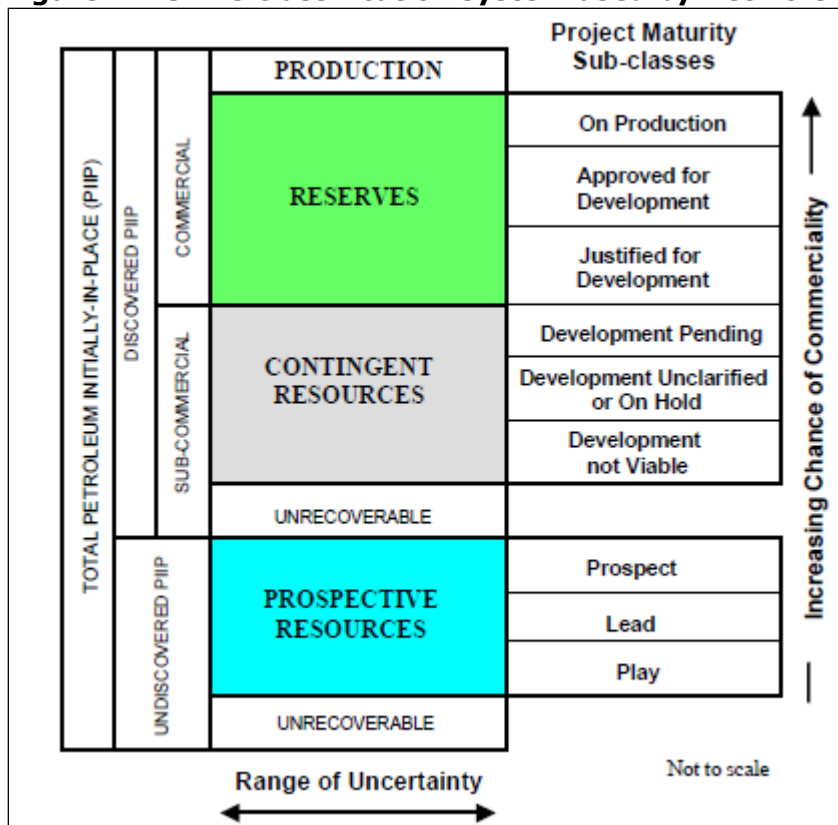 Project Maturity
Sub-classes
PRODUCTION
On Production
RESERVES
Approved for
Development
Justified for
Development
CONTINGENT
RESOURCES
Development Pending
Development Unclarified
or On Hold
Development
not Viable
UNRECOVERABLE
PROSPECTIVE
RESOURCES
Prospect
Lead
Play
UNRECOVERABLE
TOTAL PETROLEUM INITIALLY-IN-PLACE (PIIP)
DISCOVERED PIIP
UNDISCOVERED PIIP
COMMERCIAL
SUB-COMMERCIAL
Increasing Chance of Commerciality
Range of Uncertainty
Not to scale